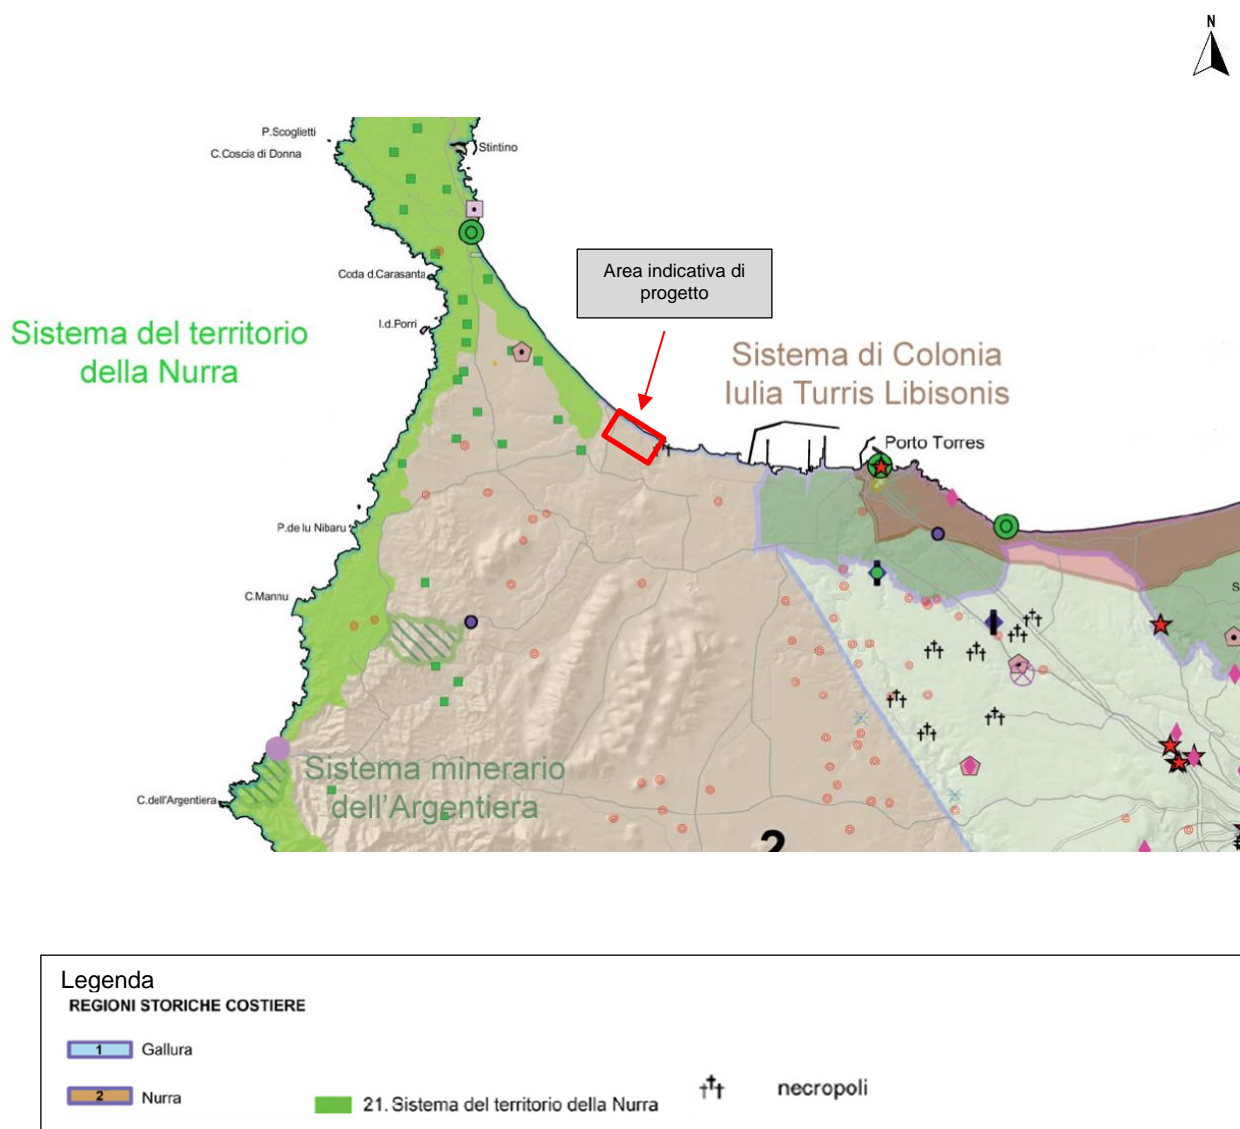 N
P.Scoglietti
C.Coscia di Donna
Stintino
Area indicativa di
progetto
Coda d.Carasanta
I.d.Porri
Sistema del territorio
della Nurra
Sistema di Colonia
Iulia Turris Libisonis
Porto Torres
P.de lu Nibaru
C.Mannu
Sistema minerario
dell'Argentiera
C.dell'Argentiera
2
Legenda
REGIONI STORICHE COSTIERE
1 Gallura
2 Nurra
21. Sistema del territorio della Nurra
necropoli